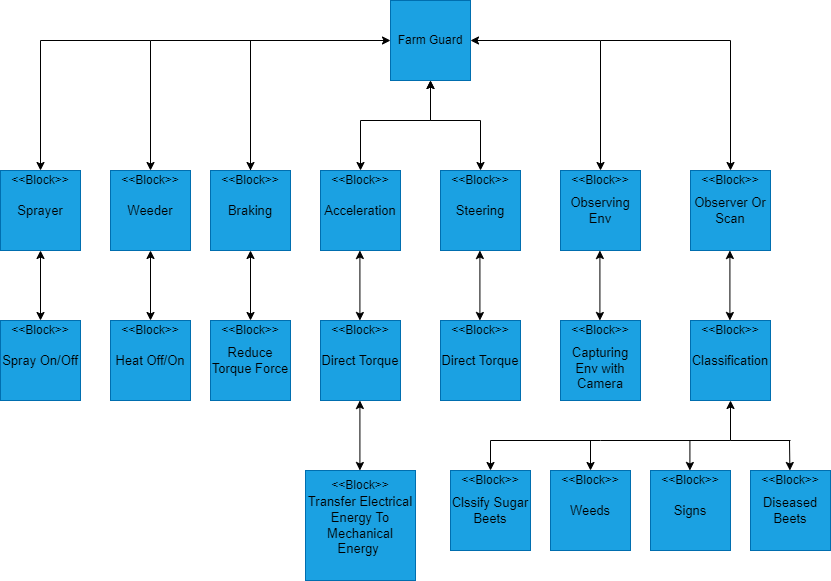 Farm Guard
<<Block>>
Sprayer
<<Block>>
Weeder
<<Block>>
Braking
<<Block>>
Acceleration
<<Block>>
Steering
<<Block>>
Observing
Env
<<Block>>
Observer Or
Scan
<<Block>>
Spray On/Off
<<Block>>
Heat Off/On
<<Block>>
Reduce
Torque Force
<<Block>>
Direct Torque
<<Block>>
Direct Torque
<<Block>>
Capturing
Env with
Camera
<<Block>>
Classification
<<Block>>
Transfer Electrical
Energy To
Mechanical
Energy
<<Block>>
Clssify Sugar
Beets
<<Block>>
Weeds
<<Block>>
Signs
<<Block>>
Diseased
Beets